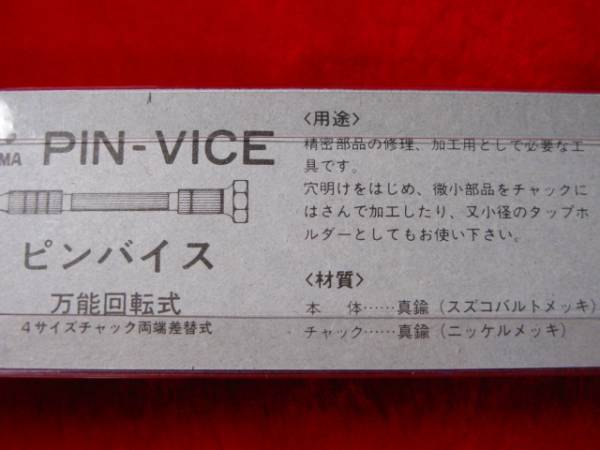 MA
PIN-VICE
ピンバイス
万能回転式
4サイズチャック両端差替式
〈用途〉
精密部品の修理、加工用として必要な工
具です。
穴明けをはじめ、微小部品をチャックに
はさんで加工したり、又小径のタップホ
ルダーとしてもお使い下さい。
〈材質〉
本　体……真鍮（スズコバルトメッキ）
チャック……真鍮（ニッケルメッキ）